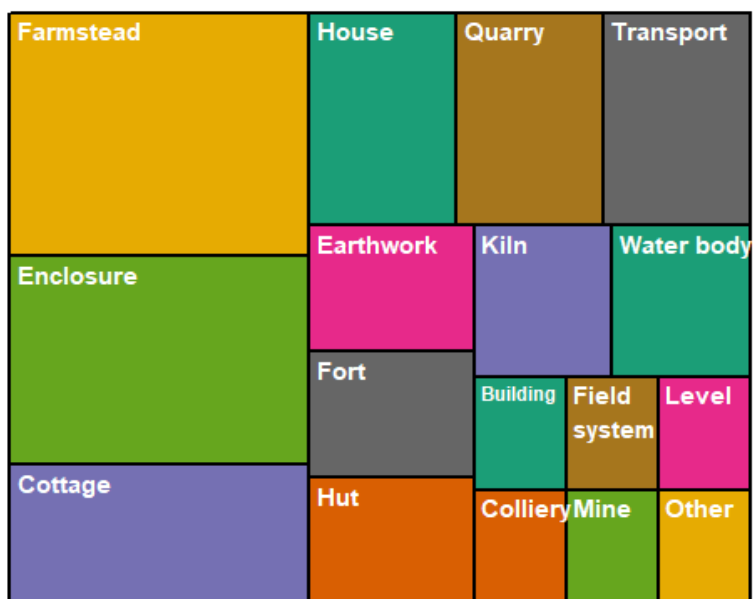 Farmstead
House
Quarry
Transport
Enclosure
Earthwork
Kiln
Water body
Fort
Building
Field
system
Level
Cottage
Hut
Colliery
Mine
Other